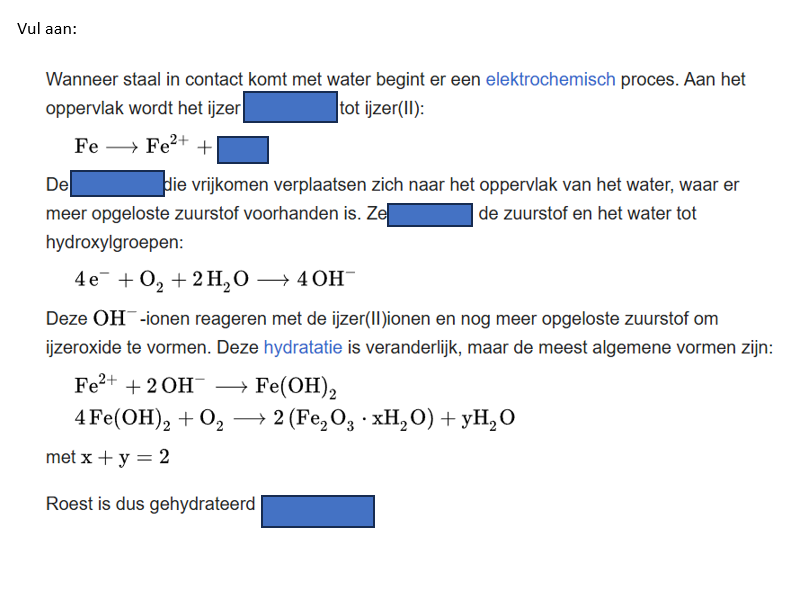 Vul aan:
Wanneer staal in contact komt met water begint er een elektrochemisch proces. Aan het
oppervlak wordt het ijzer tot ijzer(II):
Fe ⟶ Fe²⁺ +
De die vrijkomen verplaatsen zich naar het oppervlak van het water, waar er
meer opgeloste zuurstof voorhanden is. Ze de zuurstof en het water tot
hydroxylgroepen:
4 e⁻ + O₂ + 2 H₂O ⟶ 4 OH⁻
Deze OH⁻ -ionen reageren met de ijzer(II)ionen en nog meer opgeloste zuurstof om
ijzeroxide te vormen. Deze hydratatie is veranderlijk, maar de meest algemene vormen zijn:
Fe²⁺ + 2 OH⁻ ⟶ Fe(OH)₂
4 Fe(OH)₂ + O₂ ⟶ 2 (Fe₂O₃ · xH₂O) + yH₂O
met x + y = 2
Roest is dus gehydrateerd